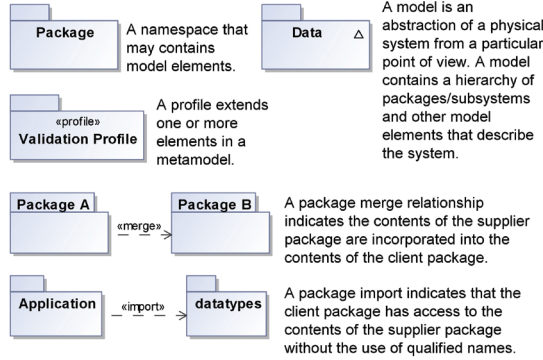 Package
A namespace that
may contains
model elements.
Data
A model is an
abstraction of a physical
system from a particular
point of view. A model
contains a hierarchy of
packages/subsystems
and other model
elements that describe
the system.
«profile»
Validation Profile
A profile extends
one or more
elements in a
metamodel.
Package A
«merge»
Package B
A package merge relationship
indicates the contents of the supplier
package are incorporated into the
contents of the client package.
Application
«import»
datatypes
A package import indicates that the
client package has access to the
contents of the supplier package
without the use of qualified names.